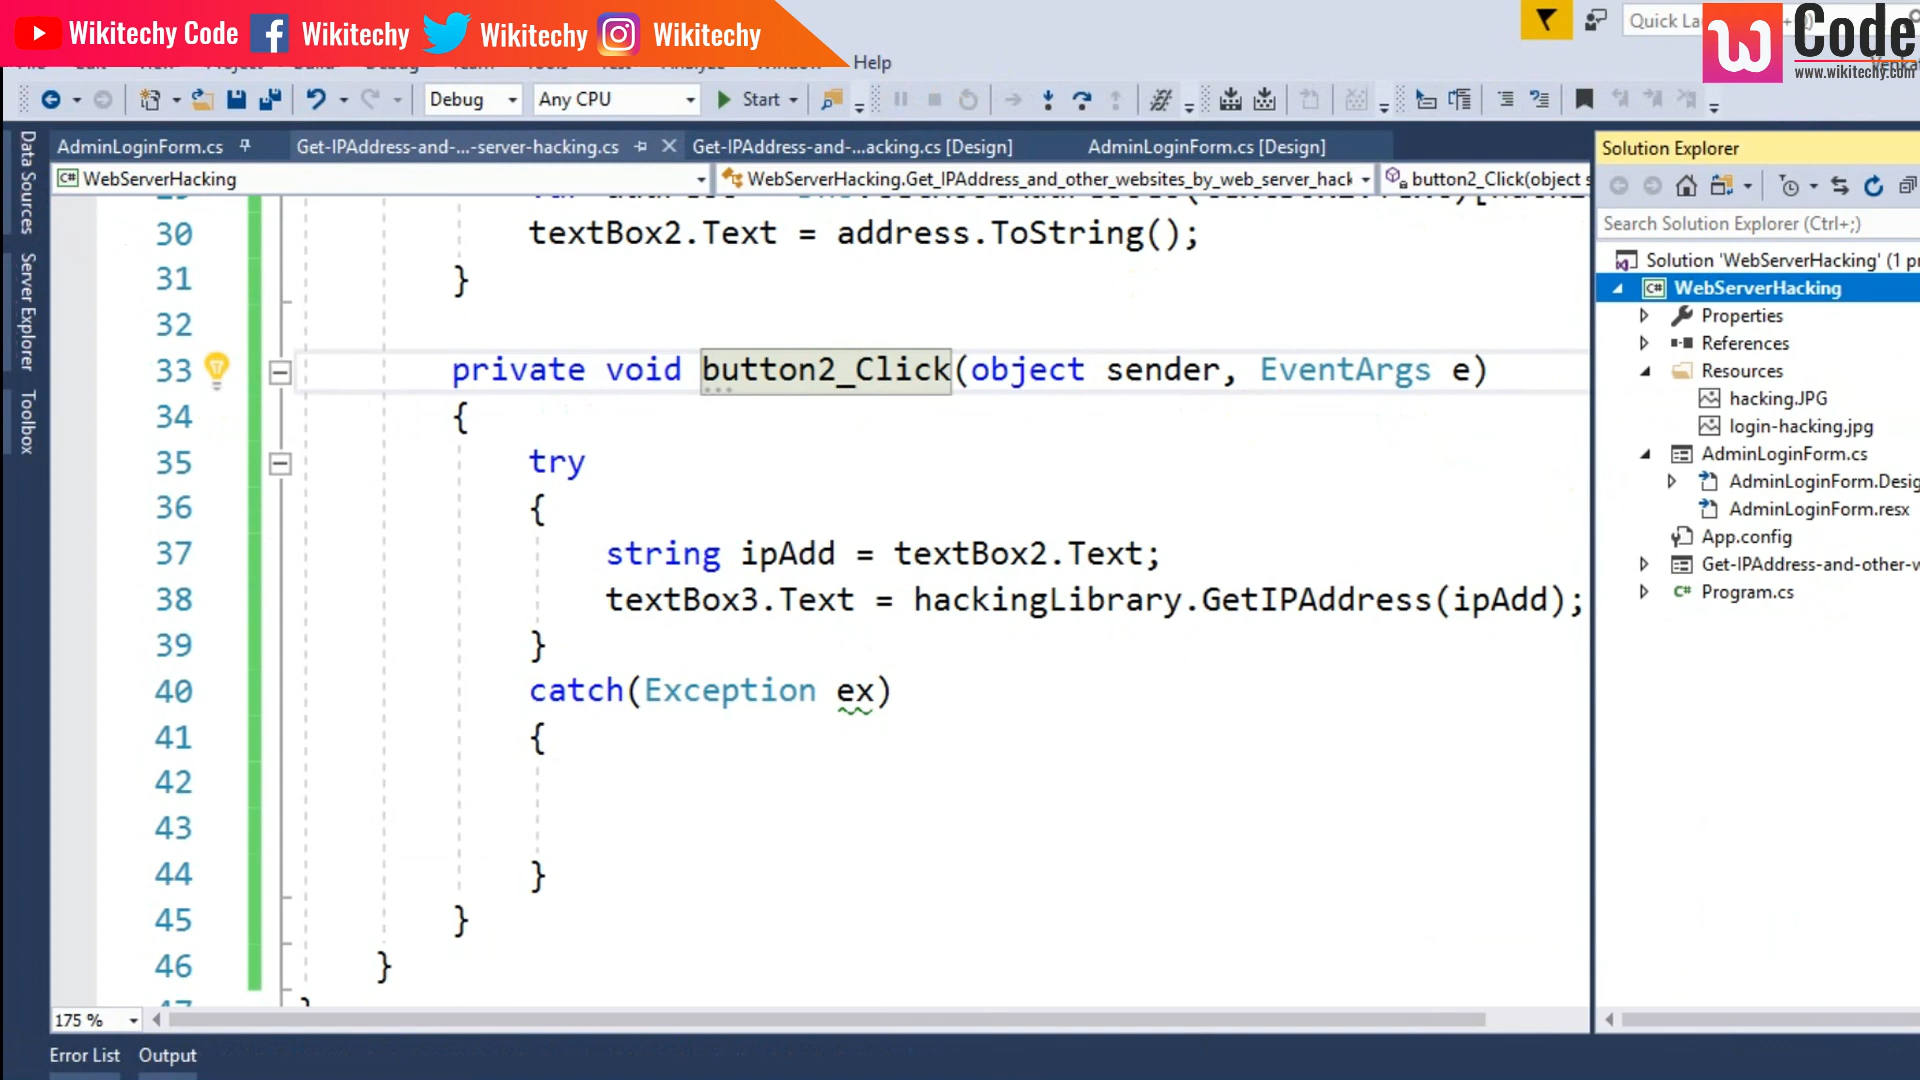 Wikitechy Code Wikitechy Wikitechy Wikitechy
Quick
Code
www.wikitechy.com
Help
Debug Any CPU Start
Data Sources
Server Explorer
Toolbox
AdminLoginForm.cs Get-IPAddress-and-...-server-hacking.cs Get-IPAddress-and-...acking.cs [Design] AdminLoginForm.cs [Design]
C# WebServerHacking WebServerHacking.Get_IPAddress_and_other_websites_by_web_server_hack button2_Click(object s
30 textBox2.Text = address.ToString();
31 }
32
33 private void button2_Click(object sender, EventArgs e)
34 {
35 try
36 {
37 string ipAdd = textBox2.Text;
38 textBox3.Text = hackingLibrary.GetIPAddress(ipAdd);
39 }
40 catch(Exception ex)
41 {
42
43
44 }
45 }
46 }
}
175 %
Error List Output
Solution Explorer
Search Solution Explorer (Ctrl+;)
Solution 'WebServerHacking' (1 p
C# WebServerHacking
Properties
References
Resources
hacking.JPG
login-hacking.jpg
AdminLoginForm.cs
AdminLoginForm.Desig
AdminLoginForm.resx
App.config
Get-IPAddress-and-other-w
C# Program.cs